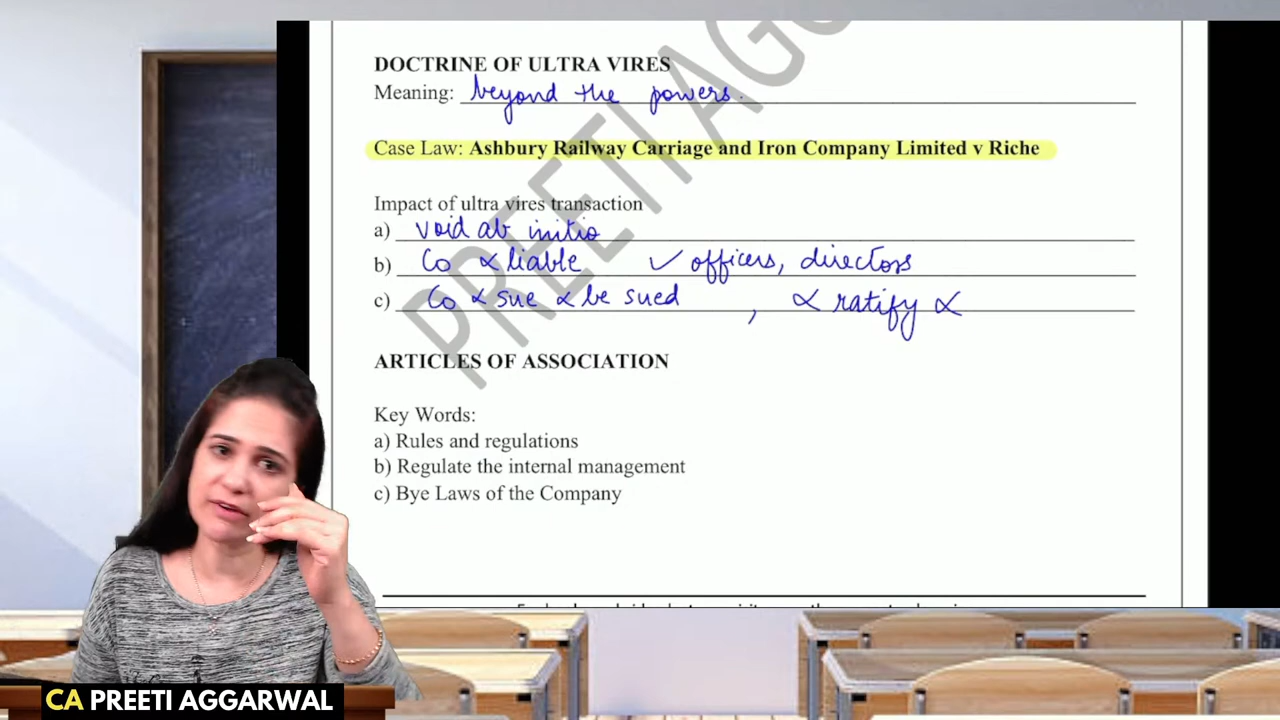 DOCTRINE OF ULTRA VIRES
Meaning: beyond the powers.
Case Law: Ashbury Railway Carriage and Iron Company Limited v Riche
Impact of ultra vires transaction
a) void ab initio
b) Co ∝ liable ✓ officers, directors
c) Co ∝ sue ∝ be sued , ∝ ratify ∝
ARTICLES OF ASSOCIATION
Key Words:
a) Rules and regulations
b) Regulate the internal management
c) Bye Laws of the Company
PREETI AGG
CA PREETI AGGARWAL